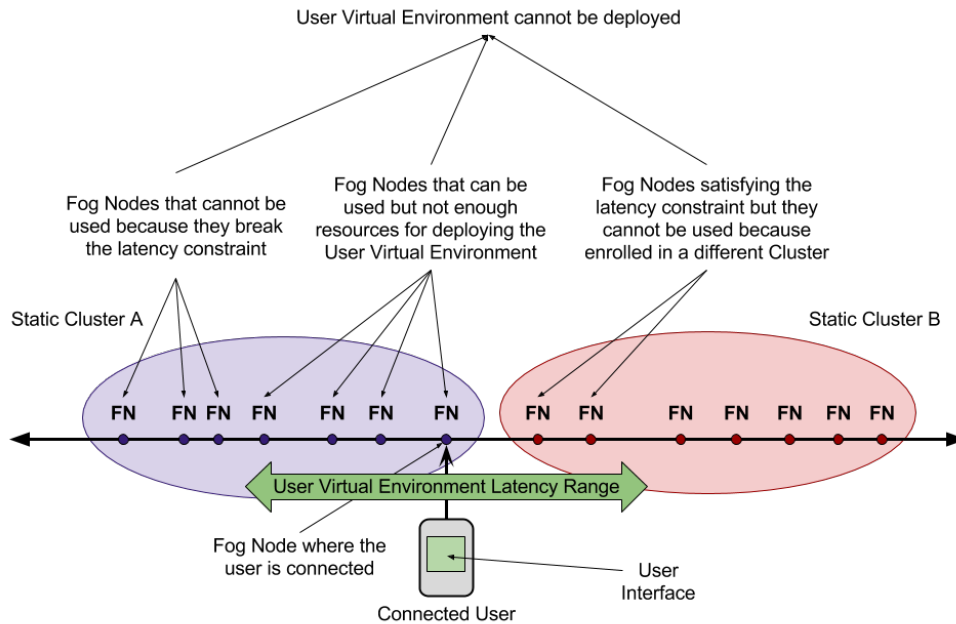 User Virtual Environment cannot be deployed
Fog Nodes that cannot be
used because they break
the latency constraint
Fog Nodes that can be
used but not enough
resources for deploying the
User Virtual Environment
Fog Nodes satisfying the
latency constraint but they
cannot be used because
enrolled in a different Cluster
Static Cluster A
Static Cluster B
FN FN FN FN FN FN FN FN FN FN FN FN FN FN
User Virtual Environment Latency Range
Fog Node where the
user is connected
User
Interface
Connected User